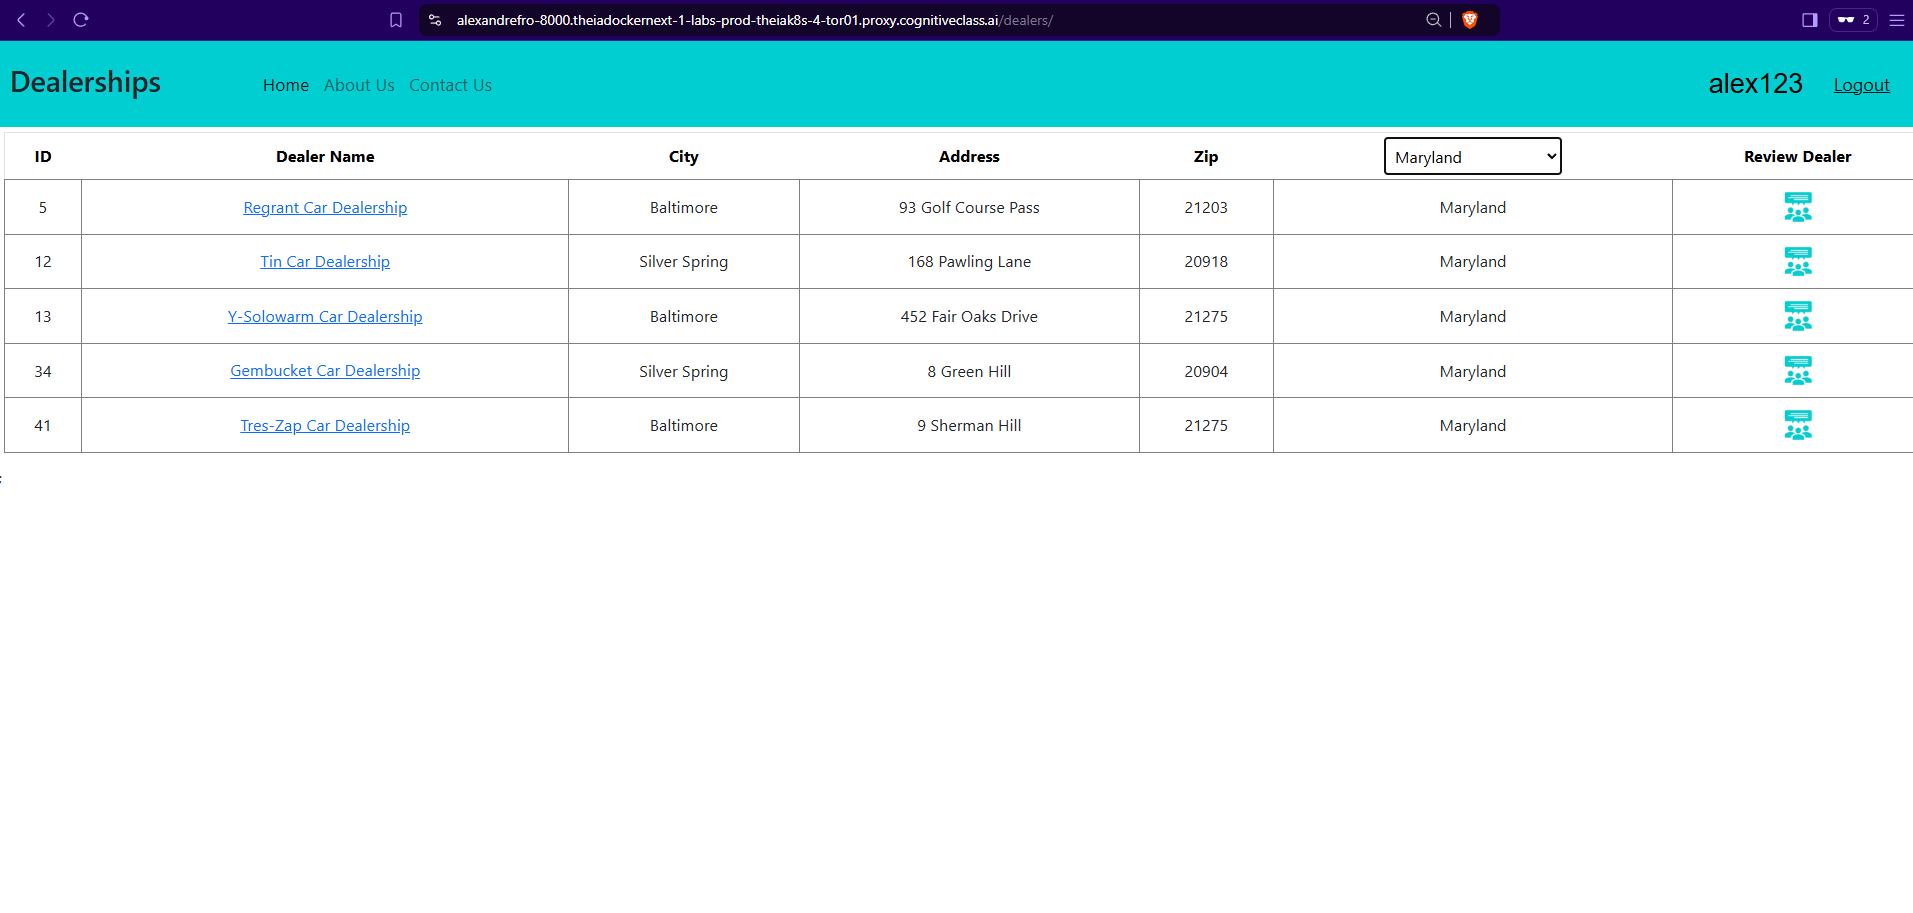 alexandrefro-8000.theiadockernext-1-labs-prod-theiak8s-4-tor01.proxy.cognitiveclass.ai/dealers/ 2
Dealerships Home About Us Contact Us alex123 Logout
ID Dealer Name City Address Zip Maryland Review Dealer
5 Regrant Car Dealership Baltimore 93 Golf Course Pass 21203 Maryland
12 Tin Car Dealership Silver Spring 168 Pawling Lane 20918 Maryland
13 Y-Solowarm Car Dealership Baltimore 452 Fair Oaks Drive 21275 Maryland
34 Gembucket Car Dealership Silver Spring 8 Green Hill 20904 Maryland
41 Tres-Zap Car Dealership Baltimore 9 Sherman Hill 21275 Maryland
;